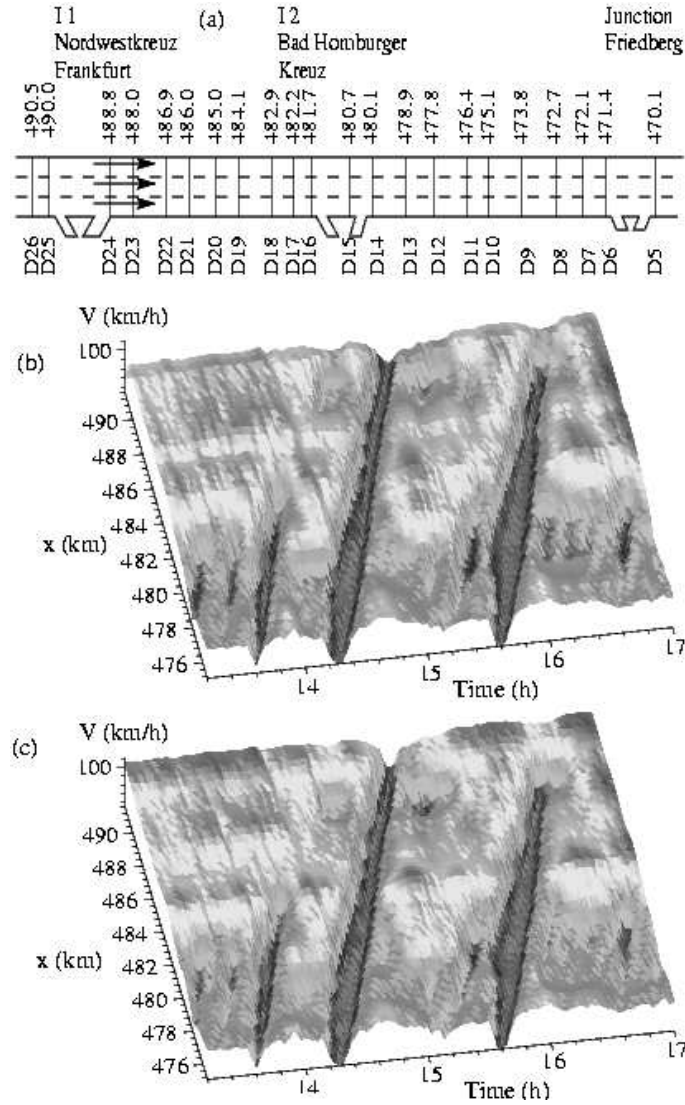 I 1 (a) I 2 Junction
Nordwestkreuz Bad Homburger Friedberg
Frankfurt Kreuz
490.5 490.0 488.8 488.0 486.9 486.0 485.0 484.1 482.9 482.2 481.7 480.7 480.1 478.9 477.8 476.4 475.1 473.8 472.7 472.1 471.4 470.1
D26 D25 D24 D23 D22 D21 D20 D19 D18 D17 D16 D15 D14 D13 D12 D11 D10 D9 D8 D7 D6 D5
V (km/h)
(b)
100
490
488
486
484
x (km)
482
480
478
476
14 15 16 17
Time (h)
V (km/h)
(c)
100
490
488
486
484
x (km)
482
480
478
476
14 15 16 17
Time (h)